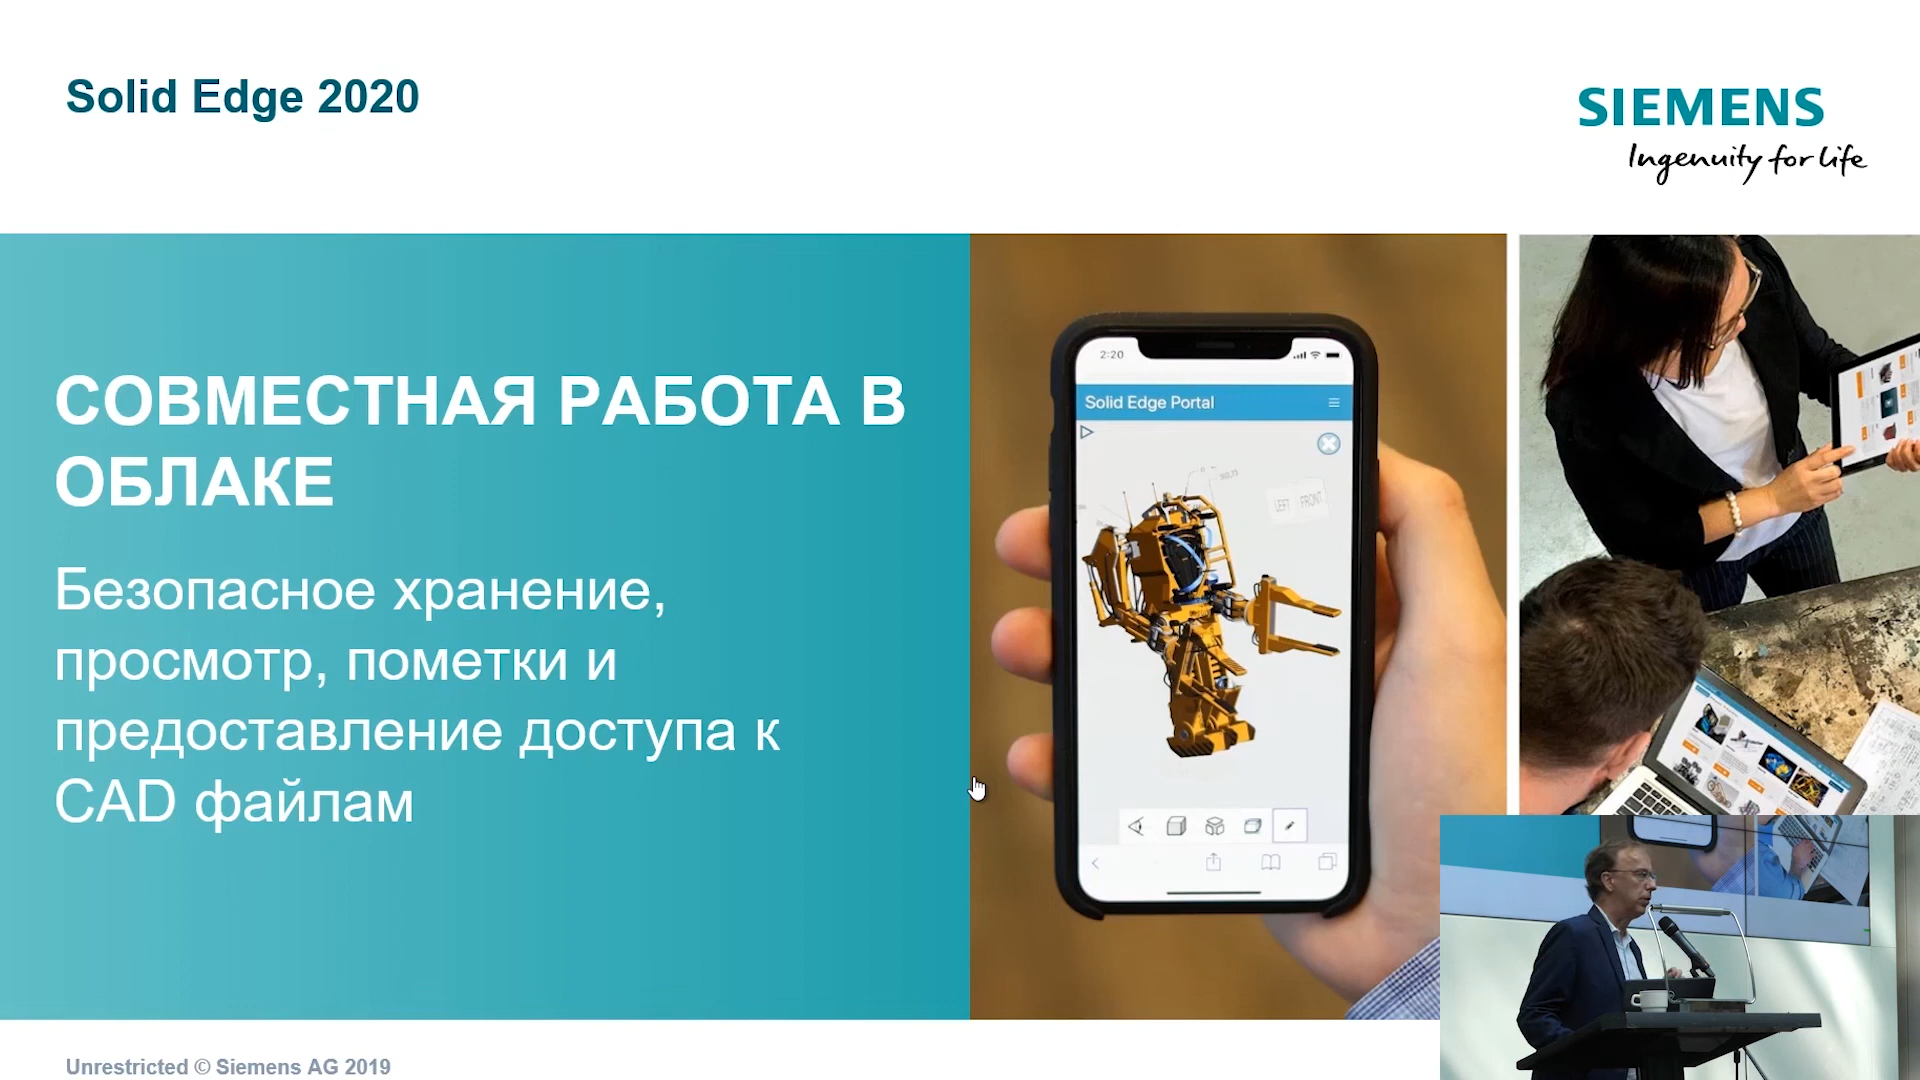 Solid Edge 2020
SIEMENS
Ingenuity for life
СОВМЕСТНАЯ РАБОТА В
ОБЛАКЕ
Безопасное хранение,
просмотр, пометки и
предоставление доступа к
CAD файлам
2:20
Solid Edge Portal
LEFT FRONT
Unrestricted © Siemens AG 2019